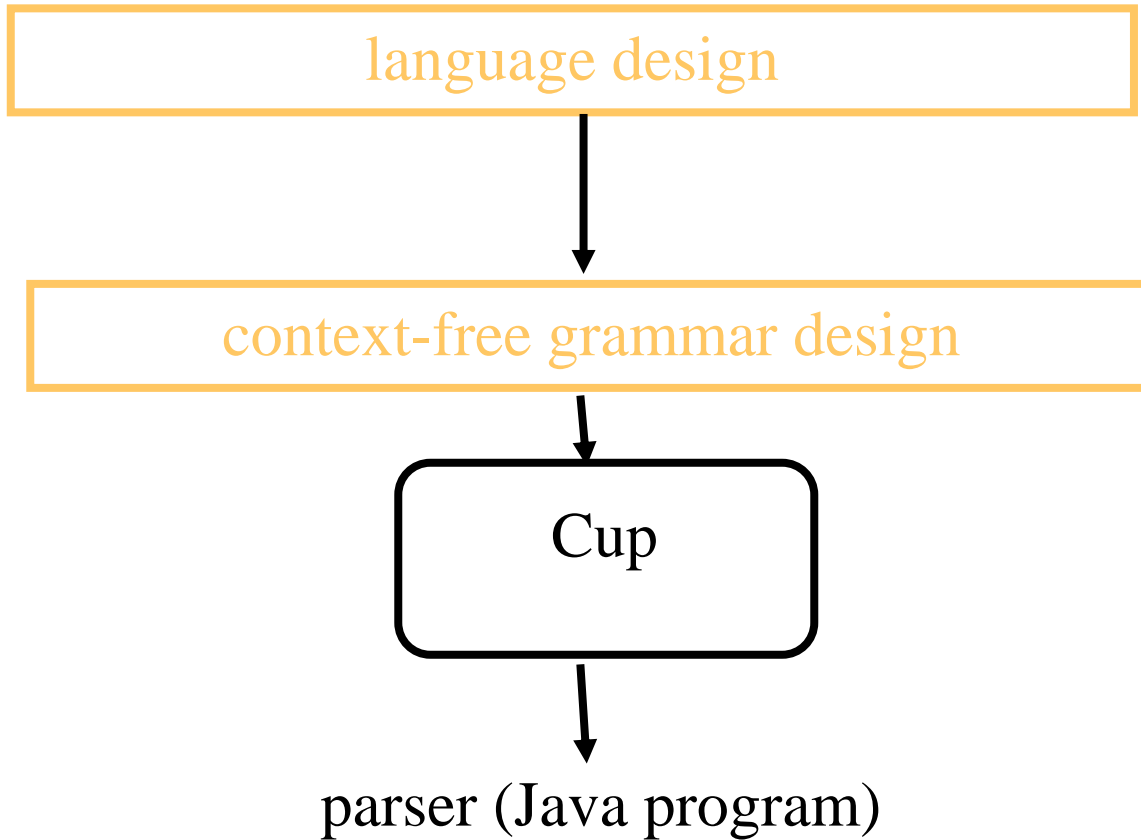 language design
context-free grammar design
Cup
parser (Java program)